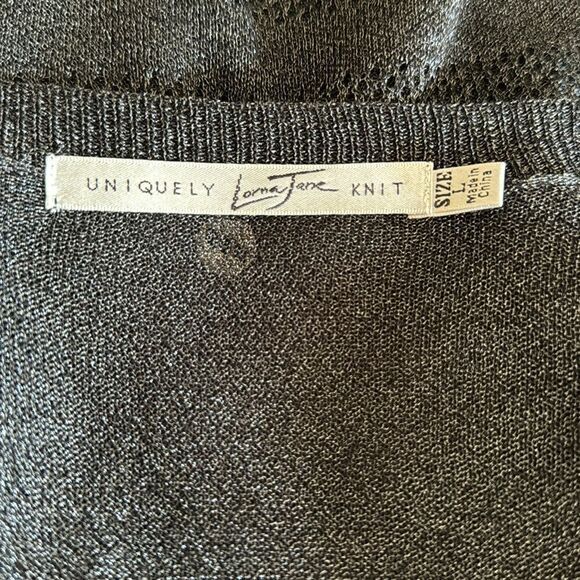 UNIQUELY Lorna Jane KNIT
SIZE
L
Made in
China